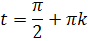 t = π/2 + πk